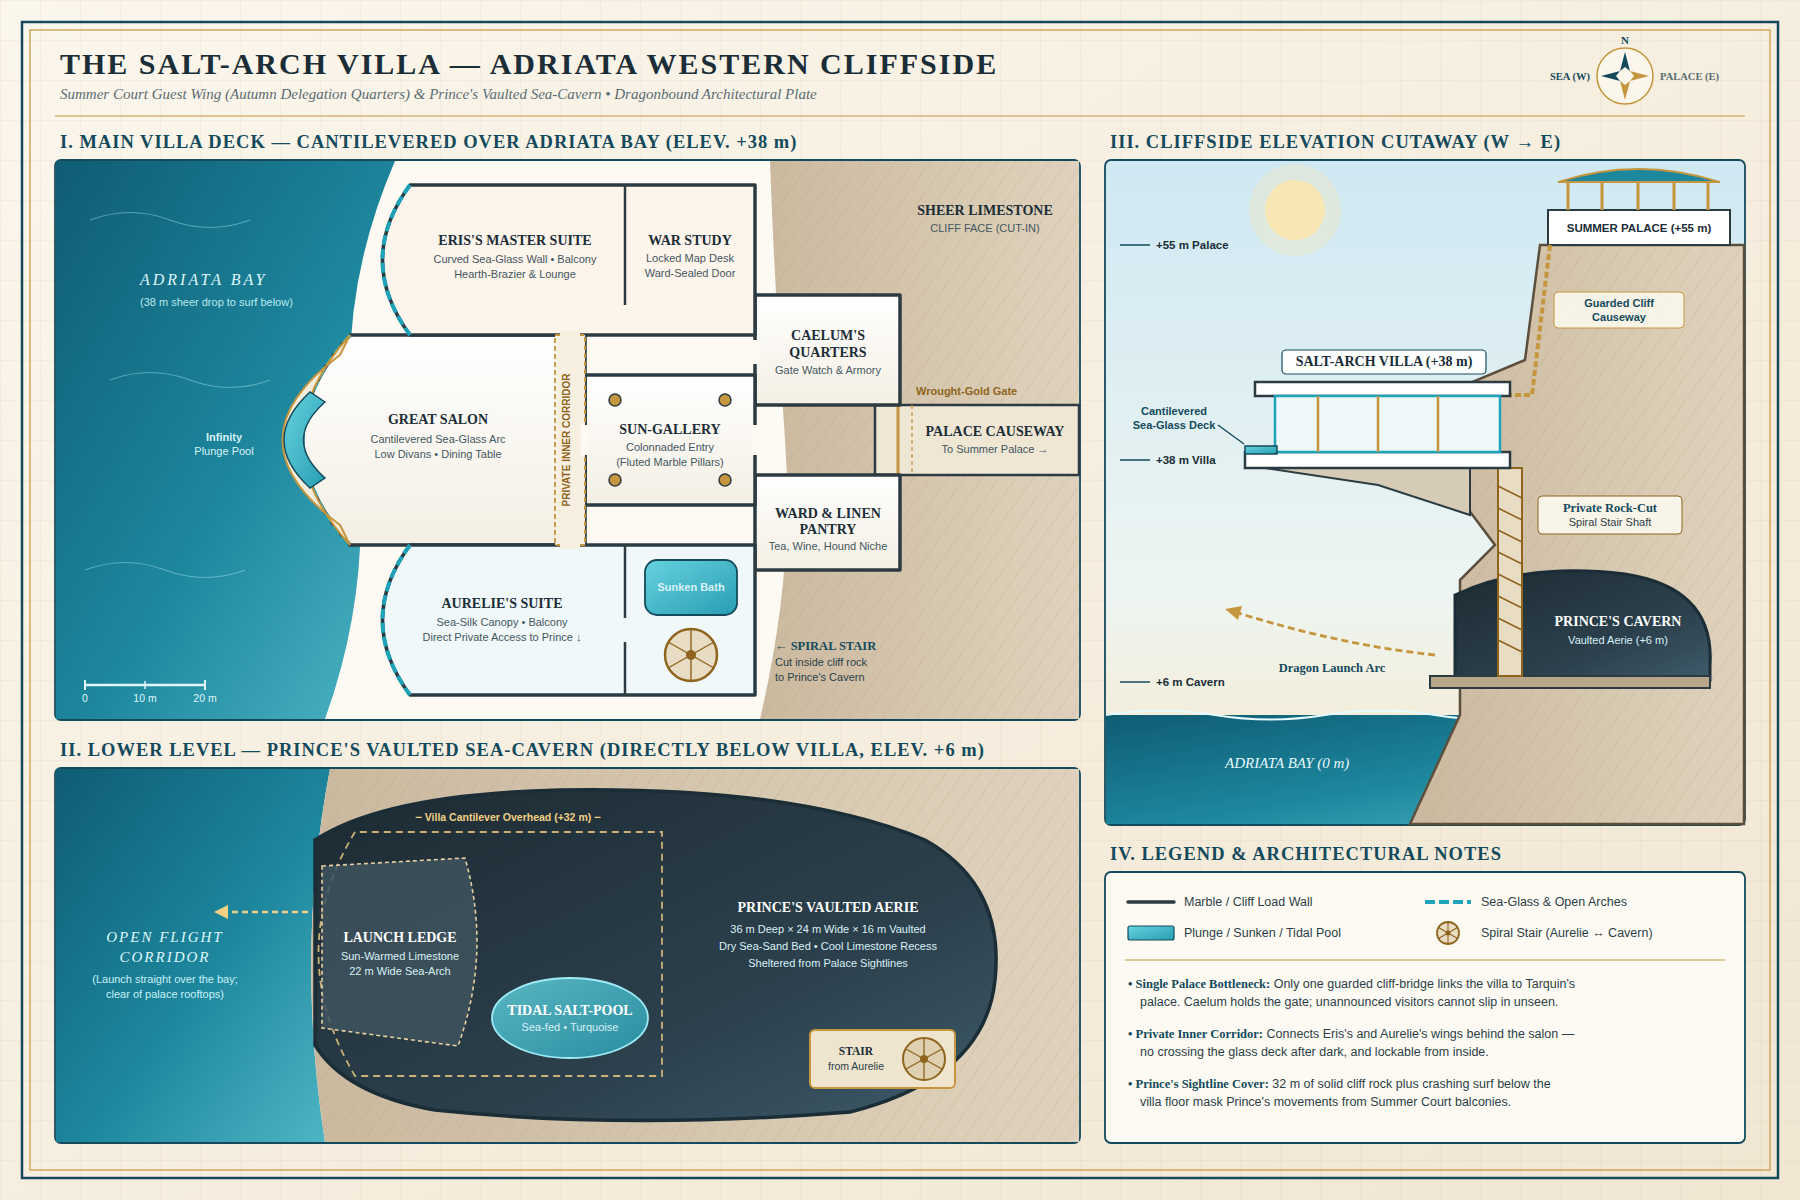 THE SALT-ARCH VILLA — ADRIATA WESTERN CLIFFSIDE
Summer Court Guest Wing (Autumn Delegation Quarters) & Prince's Vaulted Sea-Cavern • Dragonbound Architectural Plate
N
SEA (W)
PALACE (E)
I. MAIN VILLA DECK — CANTILEVERED OVER ADRIATA BAY (ELEV. +38 m)
ADRIATA BAY
(38 m sheer drop to surf below)
ERIS'S MASTER SUITE
Curved Sea-Glass Wall • Balcony
Hearth-Brazier & Lounge
WAR STUDY
Locked Map Desk
Ward-Sealed Door
SHEER LIMESTONE
CLIFF FACE (CUT-IN)
CAELUM'S
QUARTERS
Gate Watch & Armory
Infinity
Plunge Pool
GREAT SALON
Cantilevered Sea-Glass Arc
Low Divans • Dining Table
PRIVATE INNER CORRIDOR
SUN-GALLERY
Colonnaded Entry
(Fluted Marble Pillars)
Wrought-Gold Gate
PALACE CAUSEWAY
To Summer Palace →
WARD & LINEN
PANTRY
Tea, Wine, Hound Niche
AURELIE'S SUITE
Sea-Silk Canopy • Balcony
Direct Private Access to Prince ↓
Sunken Bath
← SPIRAL STAIR
Cut inside cliff rock
to Prince's Cavern
0
10 m
20 m
II. LOWER LEVEL — PRINCE'S VAULTED SEA-CAVERN (DIRECTLY BELOW VILLA, ELEV. +6 m)
– Villa Cantilever Overhead (+32 m) –
OPEN FLIGHT
CORRIDOR
(Launch straight over the bay;
clear of palace rooftops)
LAUNCH LEDGE
Sun-Warmed Limestone
22 m Wide Sea-Arch
TIDAL SALT-POOL
Sea-fed • Turquoise
PRINCE'S VAULTED AERIE
36 m Deep × 24 m Wide × 16 m Vaulted
Dry Sea-Sand Bed • Cool Limestone Recess
Sheltered from Palace Sightlines
STAIR
from Aurelie
III. CLIFFSIDE ELEVATION CUTAWAY (W → E)
SUMMER PALACE (+55 m)
+55 m Palace
Guarded Cliff
Causeway
SALT-ARCH VILLA (+38 m)
Cantilevered
Sea-Glass Deck
+38 m Villa
Private Rock-Cut
Spiral Stair Shaft
PRINCE'S CAVERN
Vaulted Aerie (+6 m)
Dragon Launch Arc
+6 m Cavern
ADRIATA BAY (0 m)
IV. LEGEND & ARCHITECTURAL NOTES
Marble / Cliff Load Wall
Sea-Glass & Open Arches
Plunge / Sunken / Tidal Pool
Spiral Stair (Aurelie ↔ Cavern)
• Single Palace Bottleneck: Only one guarded cliff-bridge links the villa to Tarquin's
palace. Caelum holds the gate; unannounced visitors cannot slip in unseen.
• Private Inner Corridor: Connects Eris's and Aurelie's wings behind the salon —
no crossing the glass deck after dark, and lockable from inside.
• Prince's Sightline Cover: 32 m of solid cliff rock plus crashing surf below the
villa floor mask Prince's movements from Summer Court balconies.